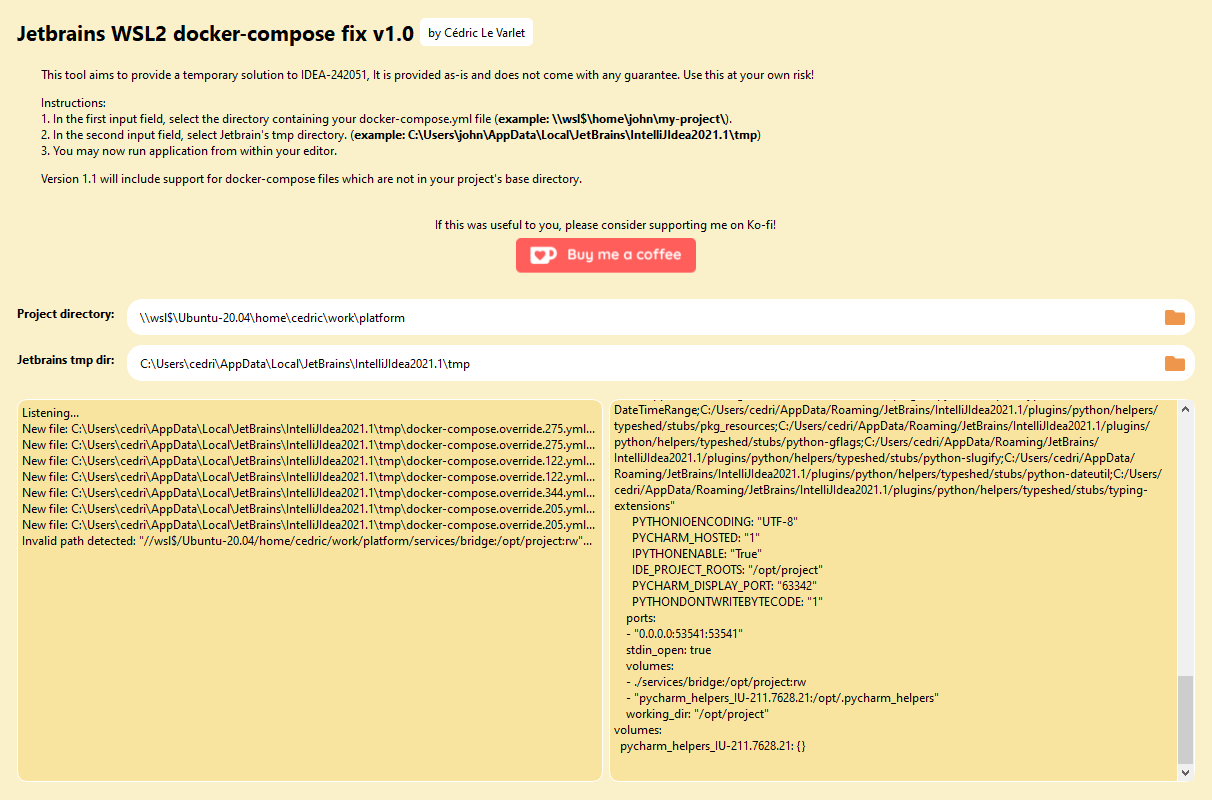 Jetbrains WSL2 docker-compose fix v1.0 by Cédric Le Varlet
This tool aims to provide a temporary solution to IDEA-242051, It is provided as-is and does not come with any guarantee. Use this at your own risk!
Instructions:
1. In the first input field, select the directory containing your docker-compose.yml file (example: \\wsl$\home\john\my-project\).
2. In the second input field, select Jetbrain's tmp directory. (example: C:\Users\john\AppData\Local\JetBrains\IntelliJIdea2021.1\tmp)
3. You may now run application from within your editor.
Version 1.1 will include support for docker-compose files which are not in your project's base directory.
If this was useful to you, please consider supporting me on Ko-fi!
Buy me a coffee
Project directory: \\wsl$\Ubuntu-20.04\home\cedric\work\platform
Jetbrains tmp dir: C:\Users\cedri\AppData\Local\JetBrains\IntelliJIdea2021.1\tmp
Listening...
New file: C:\Users\cedri\AppData\Local\JetBrains\IntelliJIdea2021.1\tmp\docker-compose.override.275.yml...
New file: C:\Users\cedri\AppData\Local\JetBrains\IntelliJIdea2021.1\tmp\docker-compose.override.275.yml...
New file: C:\Users\cedri\AppData\Local\JetBrains\IntelliJIdea2021.1\tmp\docker-compose.override.122.yml...
New file: C:\Users\cedri\AppData\Local\JetBrains\IntelliJIdea2021.1\tmp\docker-compose.override.122.yml...
New file: C:\Users\cedri\AppData\Local\JetBrains\IntelliJIdea2021.1\tmp\docker-compose.override.344.yml...
New file: C:\Users\cedri\AppData\Local\JetBrains\IntelliJIdea2021.1\tmp\docker-compose.override.205.yml...
New file: C:\Users\cedri\AppData\Local\JetBrains\IntelliJIdea2021.1\tmp\docker-compose.override.205.yml...
Invalid path detected: "//wsl$/Ubuntu-20.04/home/cedric/work/platform/services/bridge:/opt/project:rw"...
DateTimeRange;C:/Users/cedri/AppData/Roaming/JetBrains/IntelliJIdea2021.1/plugins/python/helpers/
typeshed/stubs/pkg_resources;C:/Users/cedri/AppData/Roaming/JetBrains/IntelliJIdea2021.1/plugins/
python/helpers/typeshed/stubs/python-gflags;C:/Users/cedri/AppData/Roaming/JetBrains/
IntelliJIdea2021.1/plugins/python/helpers/typeshed/stubs/python-slugify;C:/Users/cedri/AppData/
Roaming/JetBrains/IntelliJIdea2021.1/plugins/python/helpers/typeshed/stubs/python-dateutil;C:/Users/
cedri/AppData/Roaming/JetBrains/IntelliJIdea2021.1/plugins/python/helpers/typeshed/stubs/typing-
extensions"
PYTHONIOENCODING: "UTF-8"
PYCHARM_HOSTED: "1"
IPYTHONENABLE: "True"
IDE_PROJECT_ROOTS: "/opt/project"
PYCHARM_DISPLAY_PORT: "63342"
PYTHONDONTWRITEBYTECODE: "1"
ports:
- "0.0.0.0:53541:53541"
stdin_open: true
volumes:
- ./services/bridge:/opt/project:rw
- "pycharm_helpers_IU-211.7628.21:/opt/.pycharm_helpers"
working_dir: "/opt/project"
volumes:
pycharm_helpers_IU-211.7628.21: {}